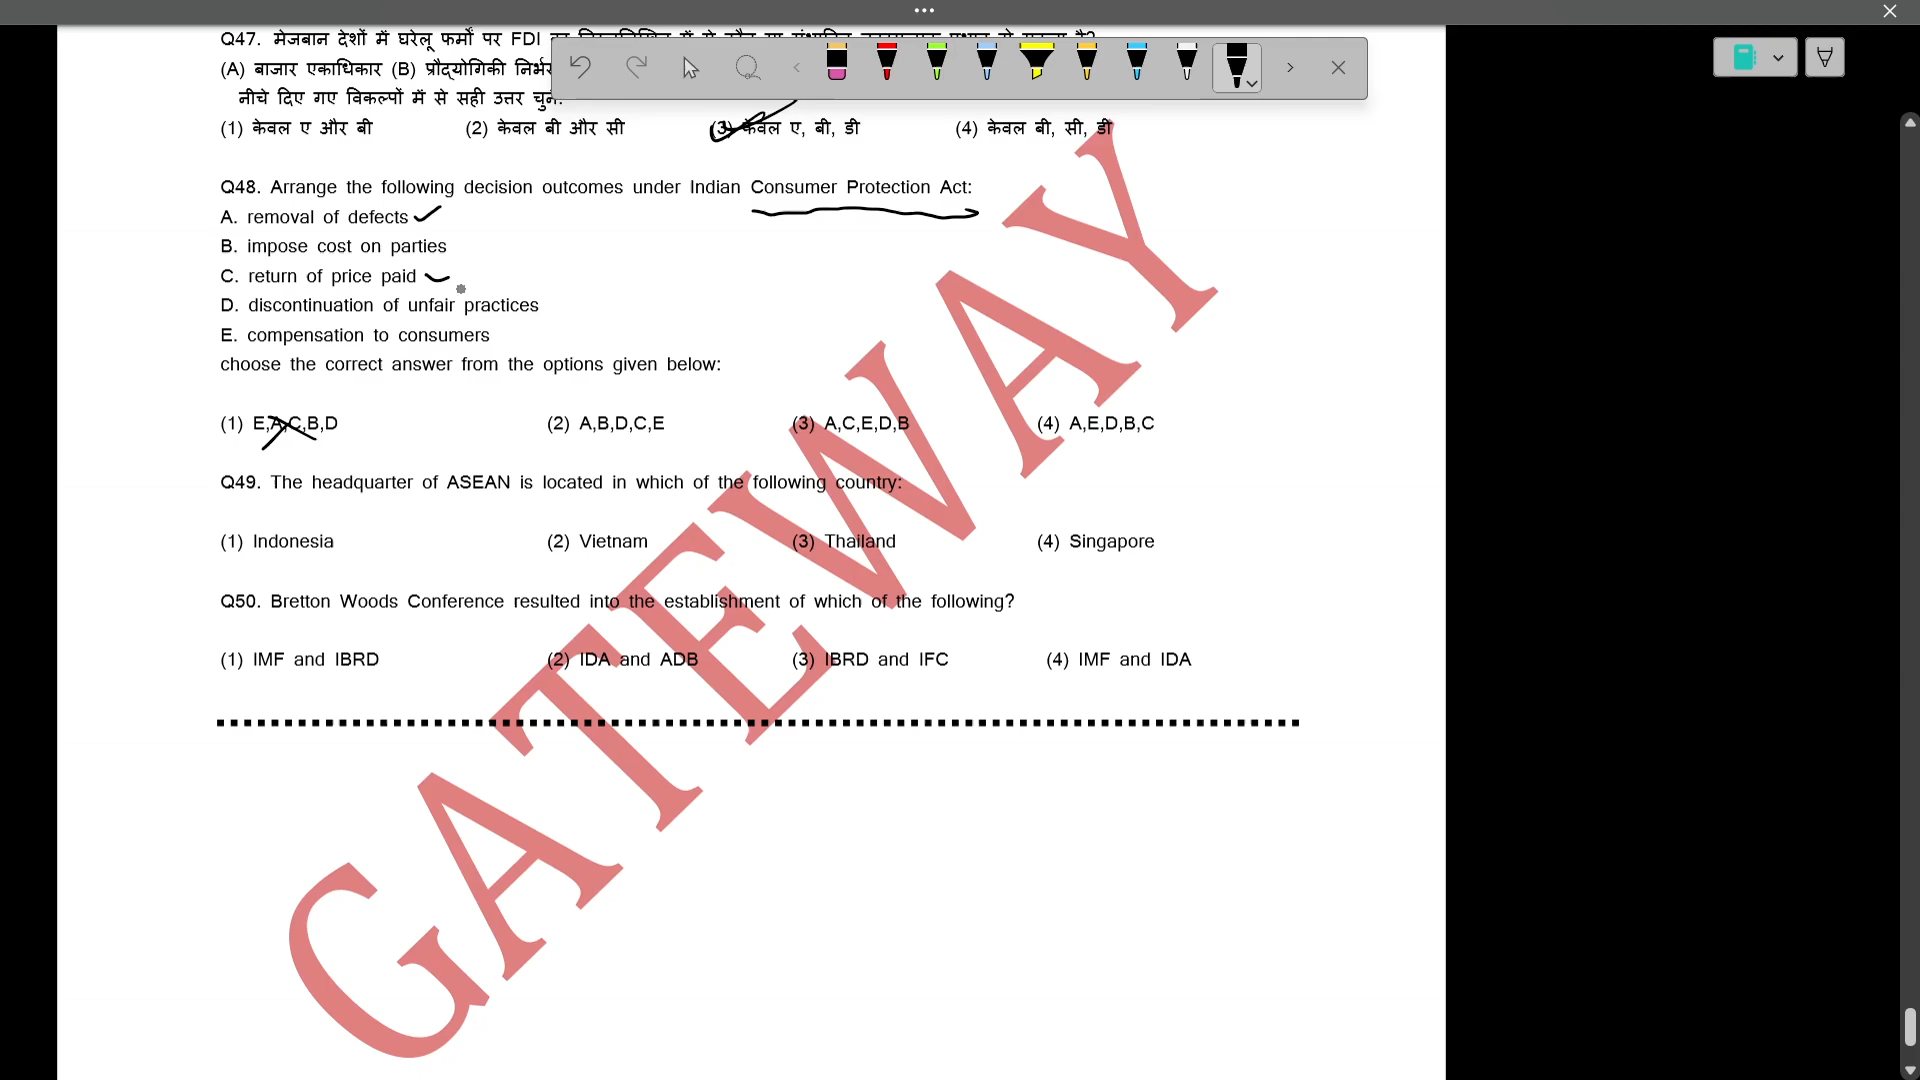 Q47. मेजबान देशों में घरेलू फर्मों पर FDI
(A) बाजार एकाधिकार (B) प्रौद्योगिकी
नीचे दिए गए विकल्पों में से सही उत्तर चुनें:
(1) केवल ए और बी (2) केवल बी और सी (3) केवल ए, बी, डी (4) केवल बी, सी, डी
Q48. Arrange the following decision outcomes under Indian Consumer Protection Act:
A. removal of defects
B. impose cost on parties
C. return of price paid
D. discontinuation of unfair practices
E. compensation to consumers
choose the correct answer from the options given below:
(1) E,A,C,B,D (2) A,B,D,C,E (3) A,C,E,D,B (4) A,E,D,B,C
Q49. The headquarter of ASEAN is located in which of the following country:
(1) Indonesia (2) Vietnam (3) Thailand (4) Singapore
Q50. Bretton Woods Conference resulted into the establishment of which of the following?
(1) IMF and IBRD (2) IDA and ADB (3) IBRD and IFC (4) IMF and IDA
GATEWAY